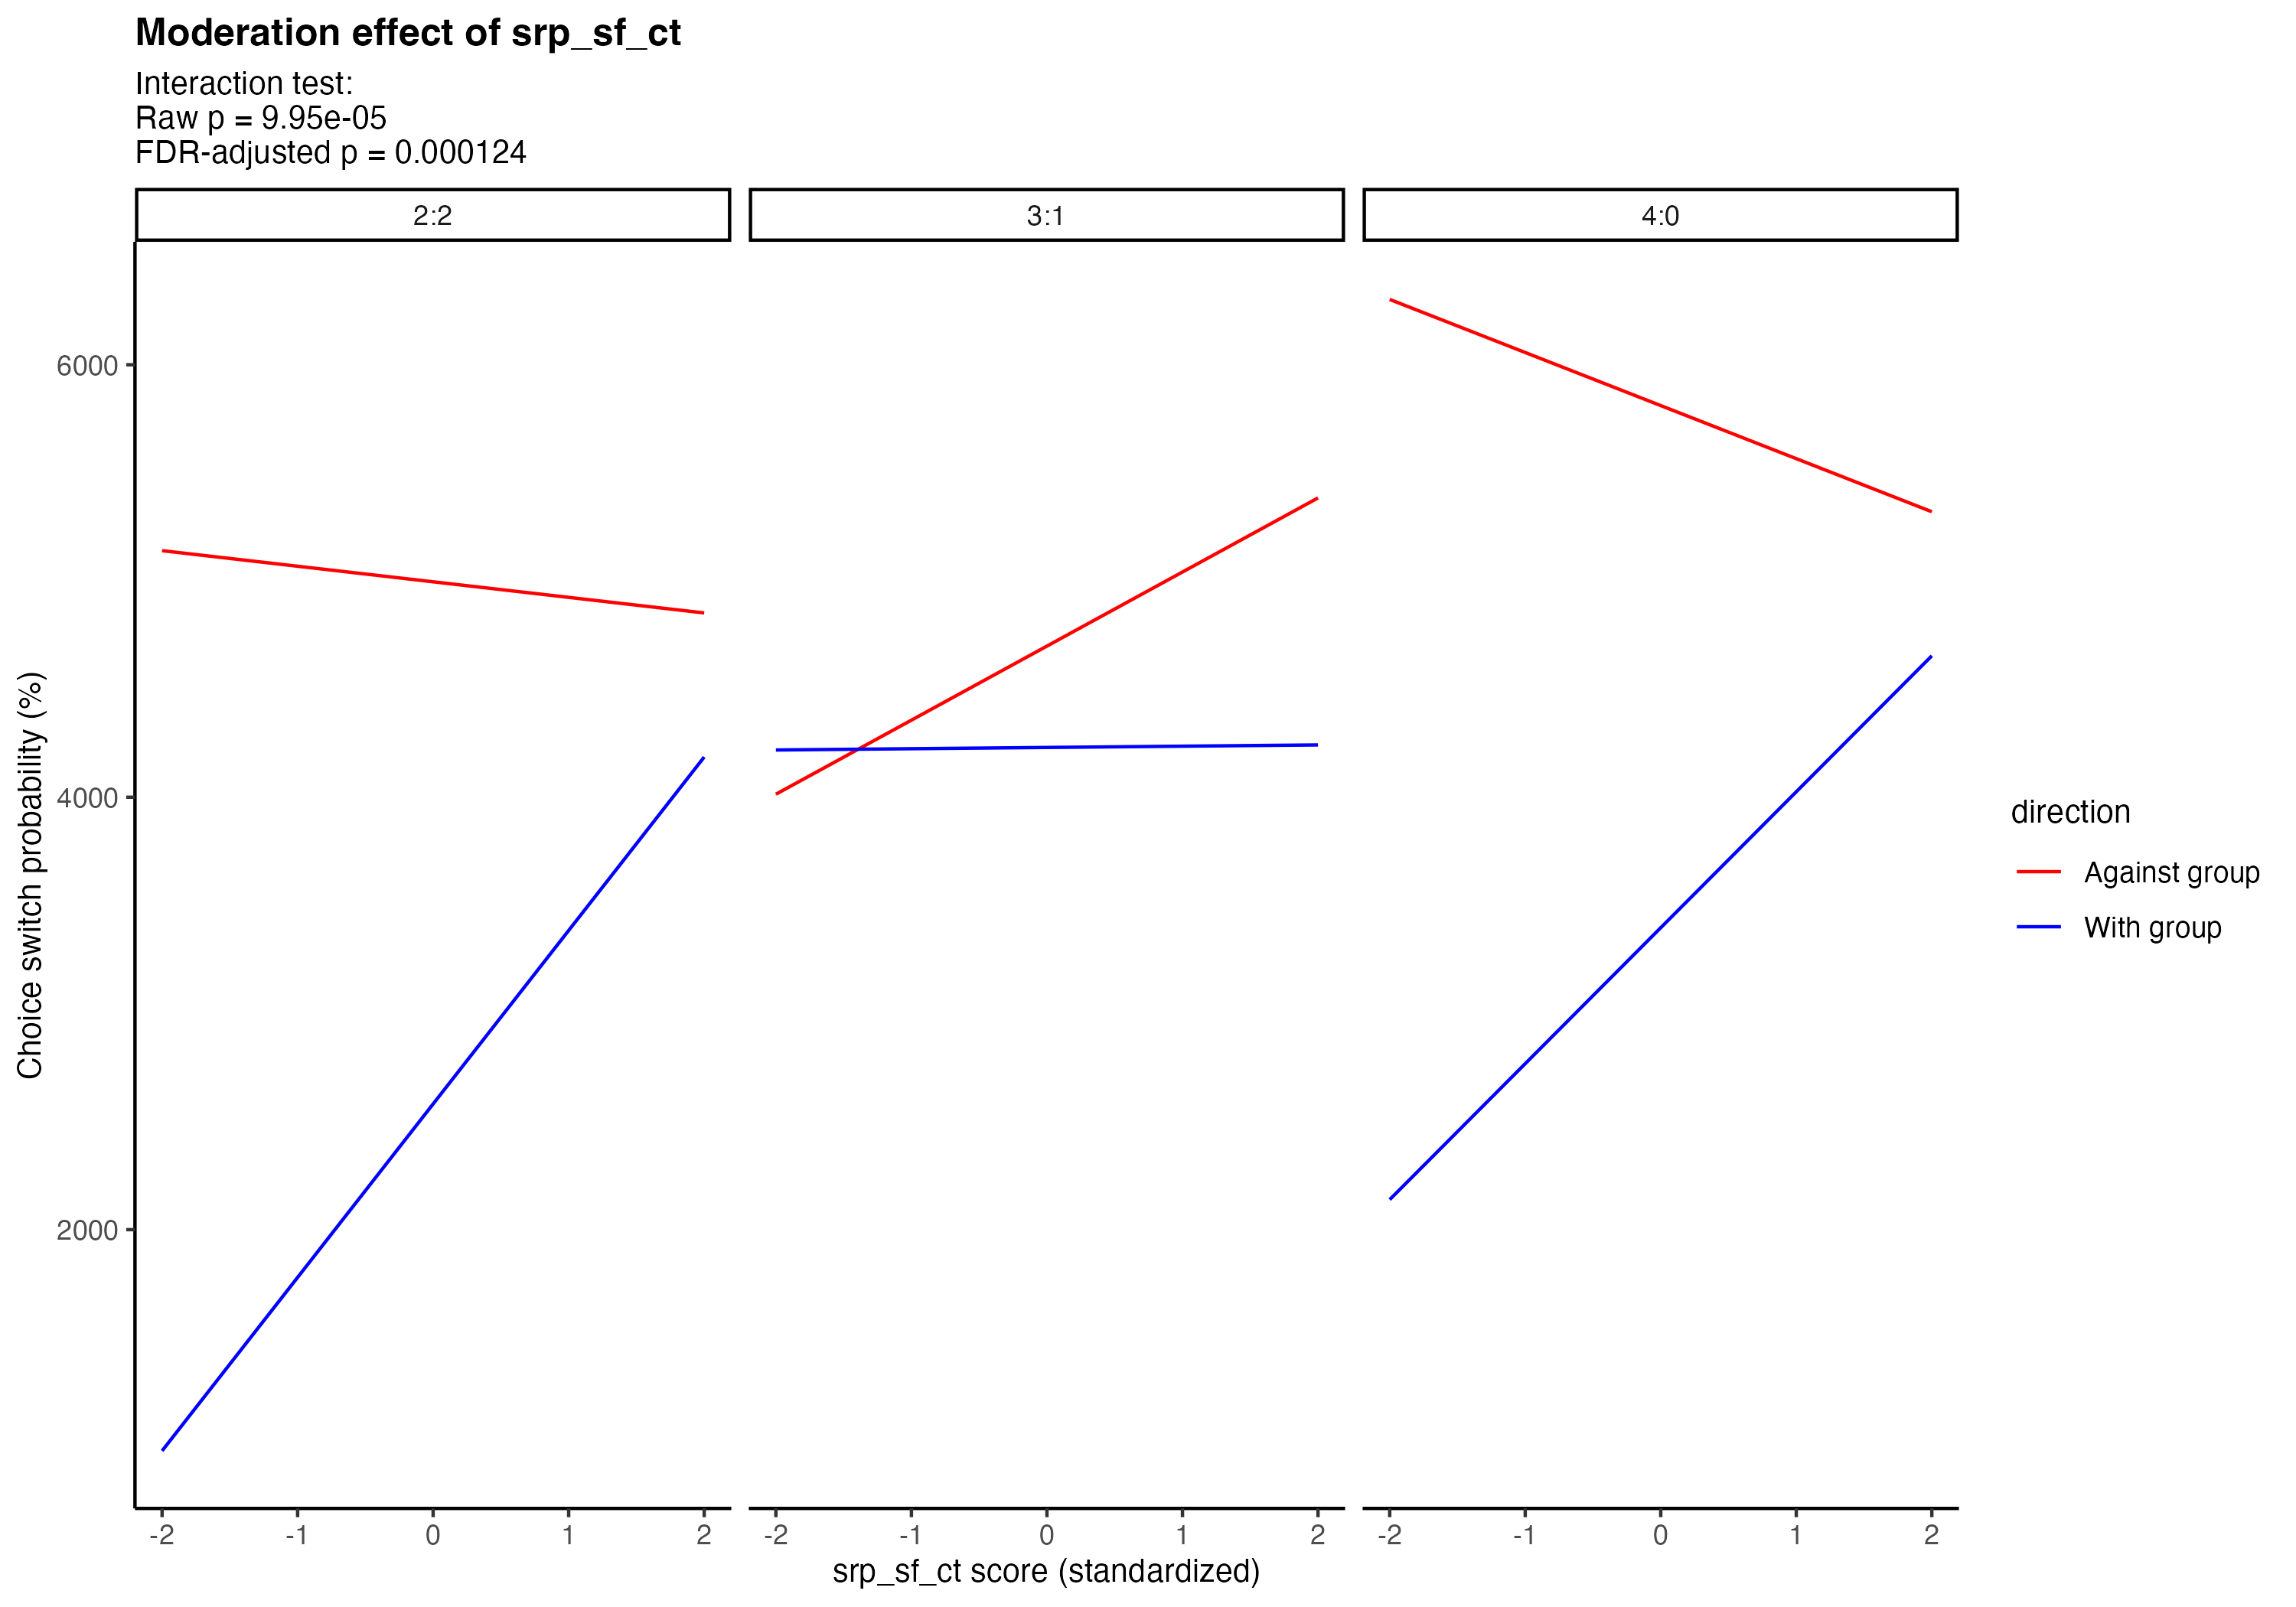 Moderation effect of srp_sf_ct
Interaction test:
Raw p = 9.95e-05
FDR-adjusted p = 0.000124
2:2
3:1
4:0
6000
4000
2000
Choice switch probability (%)
-2 -1 0 1 2
-2 -1 0 1 2
-2 -1 0 1 2
srp_sf_ct score (standardized)
direction
Against group
With group